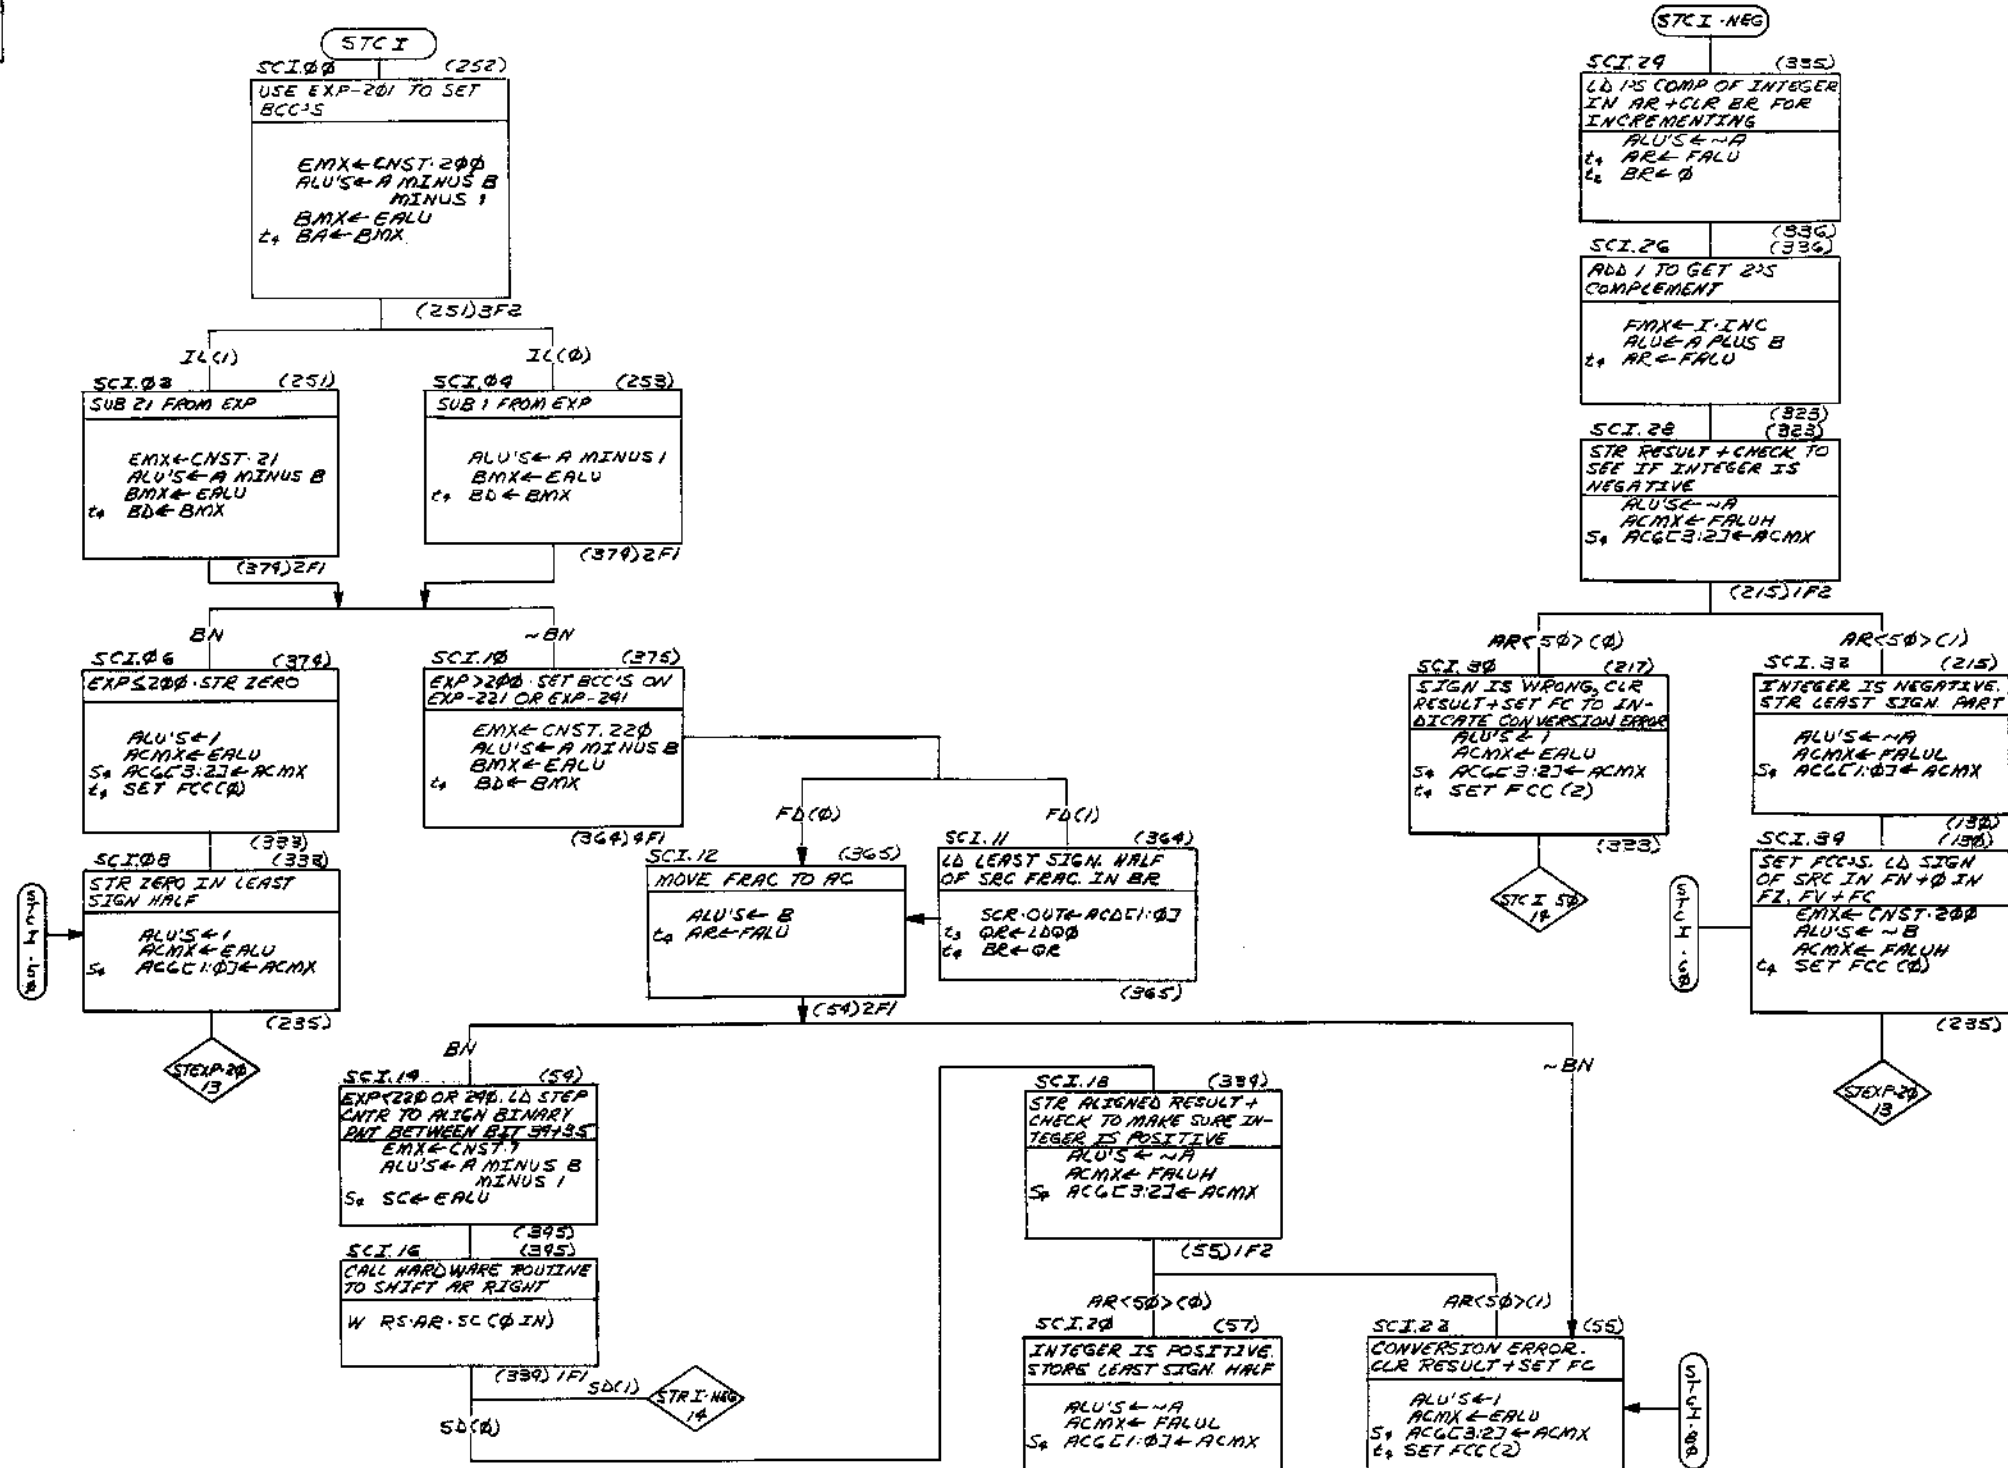 STCI
SCI.00 (252)
USE EXP-201 TO SET
BCC'S
EMX←CNST.200
ALU'S←A MINUS B
MINUS 1
BMX←EALU
t4 BA←BMX
(251)3F2
IL(1)
IL(0)
SCI.02 (251)
SUB 21 FROM EXP
EMX←CNST.21
ALU'S←A MINUS B
BMX←EALU
t4 BD←BMX
(374)2F1
SCI.04 (253)
SUB 1 FROM EXP
ALU'S←A MINUS 1
BMX←EALU
t4 BD←BMX
(374)2F1
BN
~BN
SCI.06 (374)
EXP≤200.STR ZERO
ALU'S←1
ACMX←EALU
S4 AC6[3:2]←ACMX
t4 SET FCC(0)
(333)
SCI.08 (333)
STR ZERO IN LEAST
SIGN HALF
ALU'S←1
ACMX←EALU
S4 AC6[1:0]←ACMX
(235)
STEXP-20
13
SCI.10 (375)
EXP>200.SET BCC'S ON
EXP-221 OR EXP-241
EMX←CNST.220
ALU'S←A MINUS B
BMX←EALU
t4 BD←BMX
(364)4F1
FD(0)
FD(1)
SCI.12 (365)
MOVE FRAC TO AC
ALU'S←B
t4 AR←FALU
(54)2F1
SCI.11 (364)
LD LEAST SIGN. HALF
OF SRC FRAC. IN BR
SCR.OUT←ACD[1:0]
t3 QR←LDQ0
t4 BR←QR
(365)
BN
~BN
SCI.14 (54)
EXP<220 OR 240. LD STEP
CNTR TO ALIGN BINARY
PNT BETWEEN BIT 34+35
EMX←CNST.7
ALU'S←A MINUS B
MINUS 1
S4 SC←EALU
(345)
SCI.16 (345)
CALL HARDWARE ROUTINE
TO SHIFT AR RIGHT
W RS.AR.SC(0 IN)
(334)1F1
SD(1)
STRI-NEG
14
SD(0)
SCI.18 (334)
STR ALIGNED RESULT+
CHECK TO MAKE SURE IN-
TEGER IS POSITIVE
ALU'S←~A
ACMX←FALUH
S4 AC6[3:2]←ACMX
(55)1F2
AR<50>(0)
AR<50>(1)
SCI.20 (57)
INTEGER IS POSITIVE.
STORE LEAST SIGN. HALF
ALU'S←~A
ACMX←FALUL
S4 AC6[1:0]←ACMX
SCI.22 (55)
CONVERSION ERROR.
CLR RESULT+SET FC
ALU'S←1
ACMX←EALU
S4 AC6[3:2]←ACMX
t4 SET FCC(2)
STCI.NEG
SCI.24 (335)
LD 1'S COMP OF INTEGER
IN AR+CLR BR FOR
INCREMENTING
ALU'S←~A
t4 AR←FALU
t2 BR←0
(336)
SCI.26 (336)
ADD 1 TO GET 2'S
COMPLEMENT
FMX←I.INC
ALU←A PLUS B
t4 AR←FALU
(323)
SCI.28 (323)
STR RESULT+CHECK TO
SEE IF INTEGER IS
NEGATIVE
ALU'S←~A
ACMX←FALUH
S4 AC6[3:2]←ACMX
(215)1F2
AR<50>(0)
AR<50>(1)
SCI.30 (217)
SIGN IS WRONG, CLR
RESULT+SET FC TO IN-
DICATE CONVERSION ERROR
ALU'S←1
ACMX←EALU
S4 AC6[3:2]←ACMX
t4 SET FCC(2)
(333)
STCI 50
14
SCI.32 (215)
INTEGER IS NEGATIVE.
STR LEAST SIGN. PART
ALU'S←~A
ACMX←FALUL
S4 AC6[1:0]←ACMX
(130)
SCI.34 (130)
SET FCC'S. LD SIGN
OF SRC IN FN+0 IN
FZ, FV+FC
EMX←CNST.200
ALU'S←~B
ACMX←FALUH
t4 SET FCC(0)
(235)
STEXP-20
13